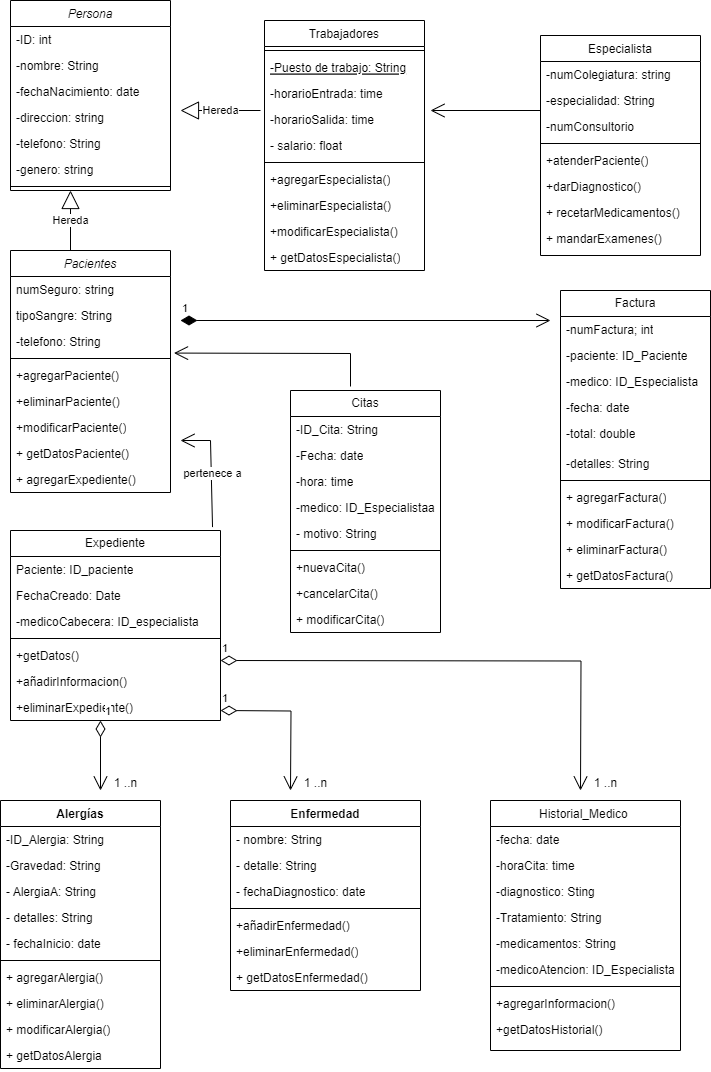 Persona
-ID: int
-nombre: String
-fechaNacimiento: date
-direccion: string
-telefono: String
-genero: string
Hereda
Trabajadores
-Puesto de trabajo: String
-horarioEntrada: time
-horarioSalida: time
- salario: float
+agregarEspecialista()
+eliminarEspecialista()
+modificarEspecialista()
+ getDatosEspecialista()
Especialista
-numColegiatura: string
-especialidad: String
-numConsultorio
+atenderPaciente()
+darDiagnostico()
+ recetarMedicamentos()
+ mandarExamenes()
Hereda
Pacientes
numSeguro: string
tipoSangre: String
-telefono: String
+agregarPaciente()
+eliminarPaciente()
+modificarPaciente()
+ getDatosPaciente()
+ agregarExpediente()
1
Factura
-numFactura; int
-paciente: ID_Paciente
-medico: ID_Especialista
-fecha: date
-total: double
-detalles: String
+ agregarFactura()
+ modificarFactura()
+ eliminarFactura()
+ getDatosFactura()
Citas
-ID_Cita: String
-Fecha: date
-hora: time
-medico: ID_Especialistaa
- motivo: String
+nuevaCita()
+cancelarCita()
+ modificarCita()
pertenece a
Expediente
Paciente: ID_paciente
FechaCreado: Date
-medicoCabecera: ID_especialista
+getDatos()
+añadirInformacion()
+eliminarExpediente()
1
1
1
1 ..n
1 ..n
1 ..n
Alergías
-ID_Alergia: String
-Gravedad: String
- AlergiaA: String
- detalles: String
- fechaInicio: date
+ agregarAlergia()
+ eliminarAlergia()
+ modificarAlergia()
+ getDatosAlergia
Enfermedad
- nombre: String
- detalle: String
- fechaDiagnostico: date
+añadirEnfermedad()
+eliminarEnfermedad()
+ getDatosEnfermedad()
Historial_Medico
-fecha: date
-horaCita: time
-diagnostico: Sting
-Tratamiento: String
-medicamentos: String
-medicoAtencion: ID_Especialista
+agregarInformacion()
+getDatosHistorial()